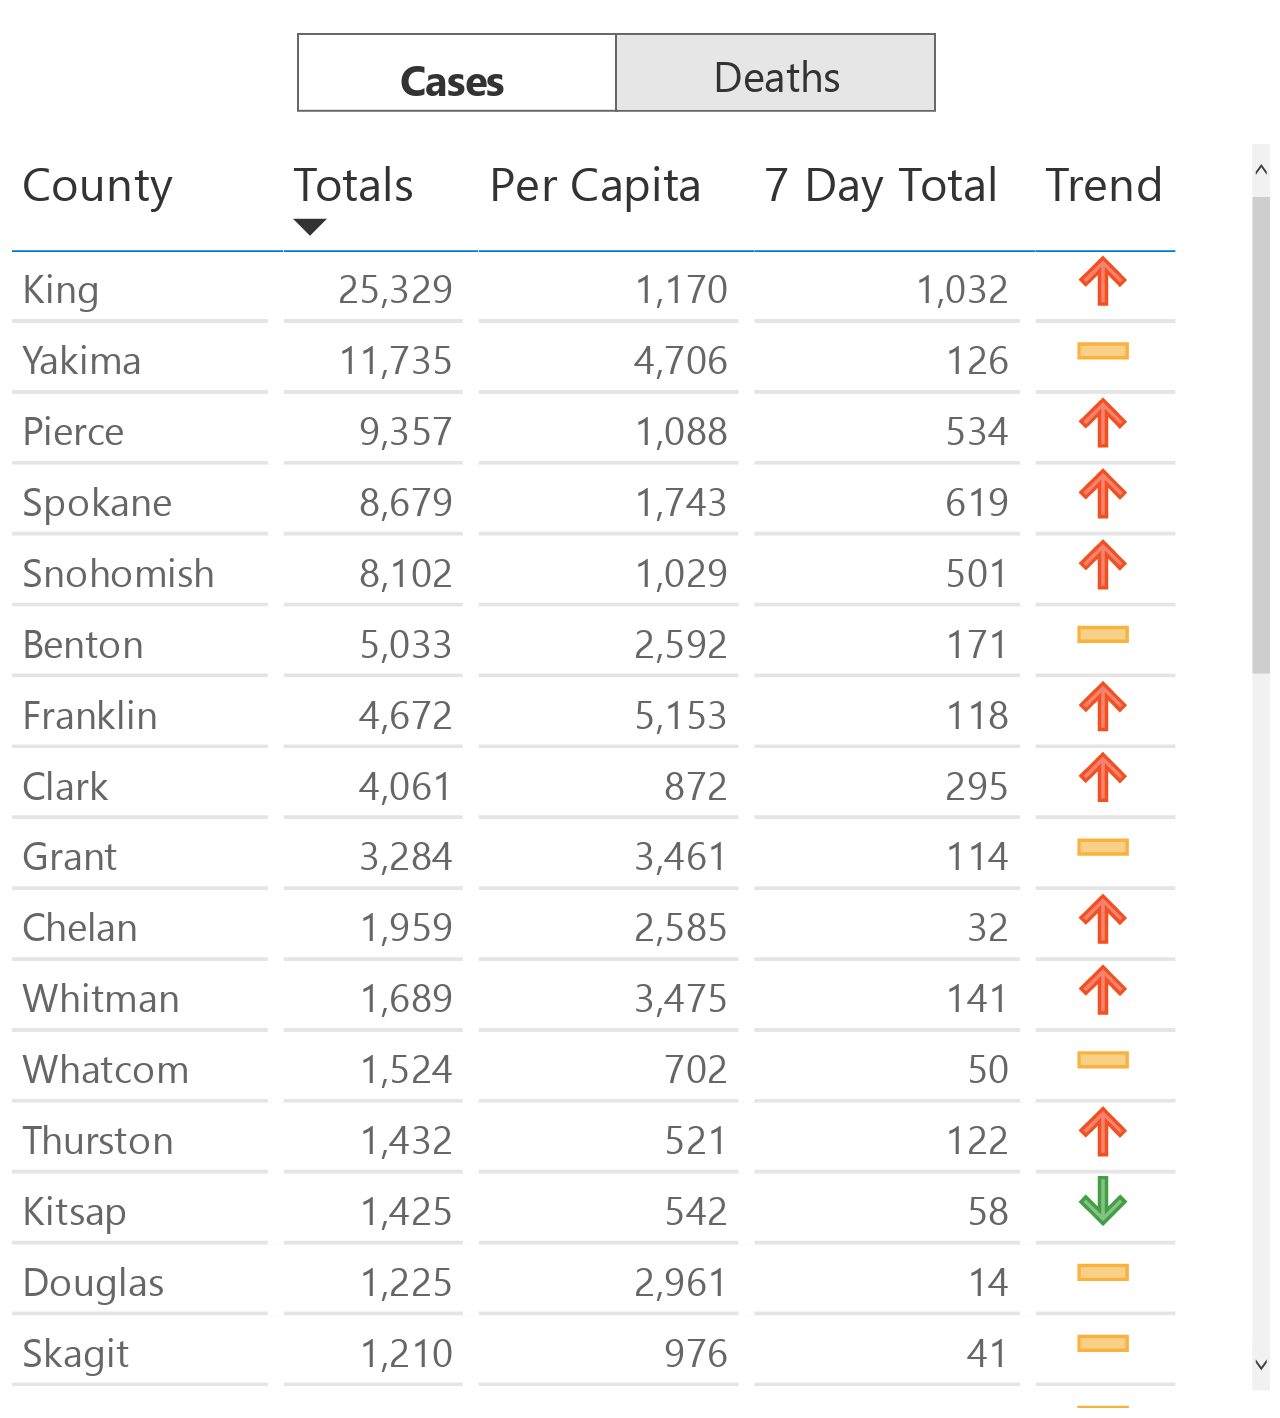 Cases Deaths
County Totals Per Capita 7 Day Total Trend
King 25,329 1,170 1,032
Yakima 11,735 4,706 126
Pierce 9,357 1,088 534
Spokane 8,679 1,743 619
Snohomish 8,102 1,029 501
Benton 5,033 2,592 171
Franklin 4,672 5,153 118
Clark 4,061 872 295
Grant 3,284 3,461 114
Chelan 1,959 2,585 32
Whitman 1,689 3,475 141
Whatcom 1,524 702 50
Thurston 1,432 521 122
Kitsap 1,425 542 58
Douglas 1,225 2,961 14
Skagit 1,210 976 41